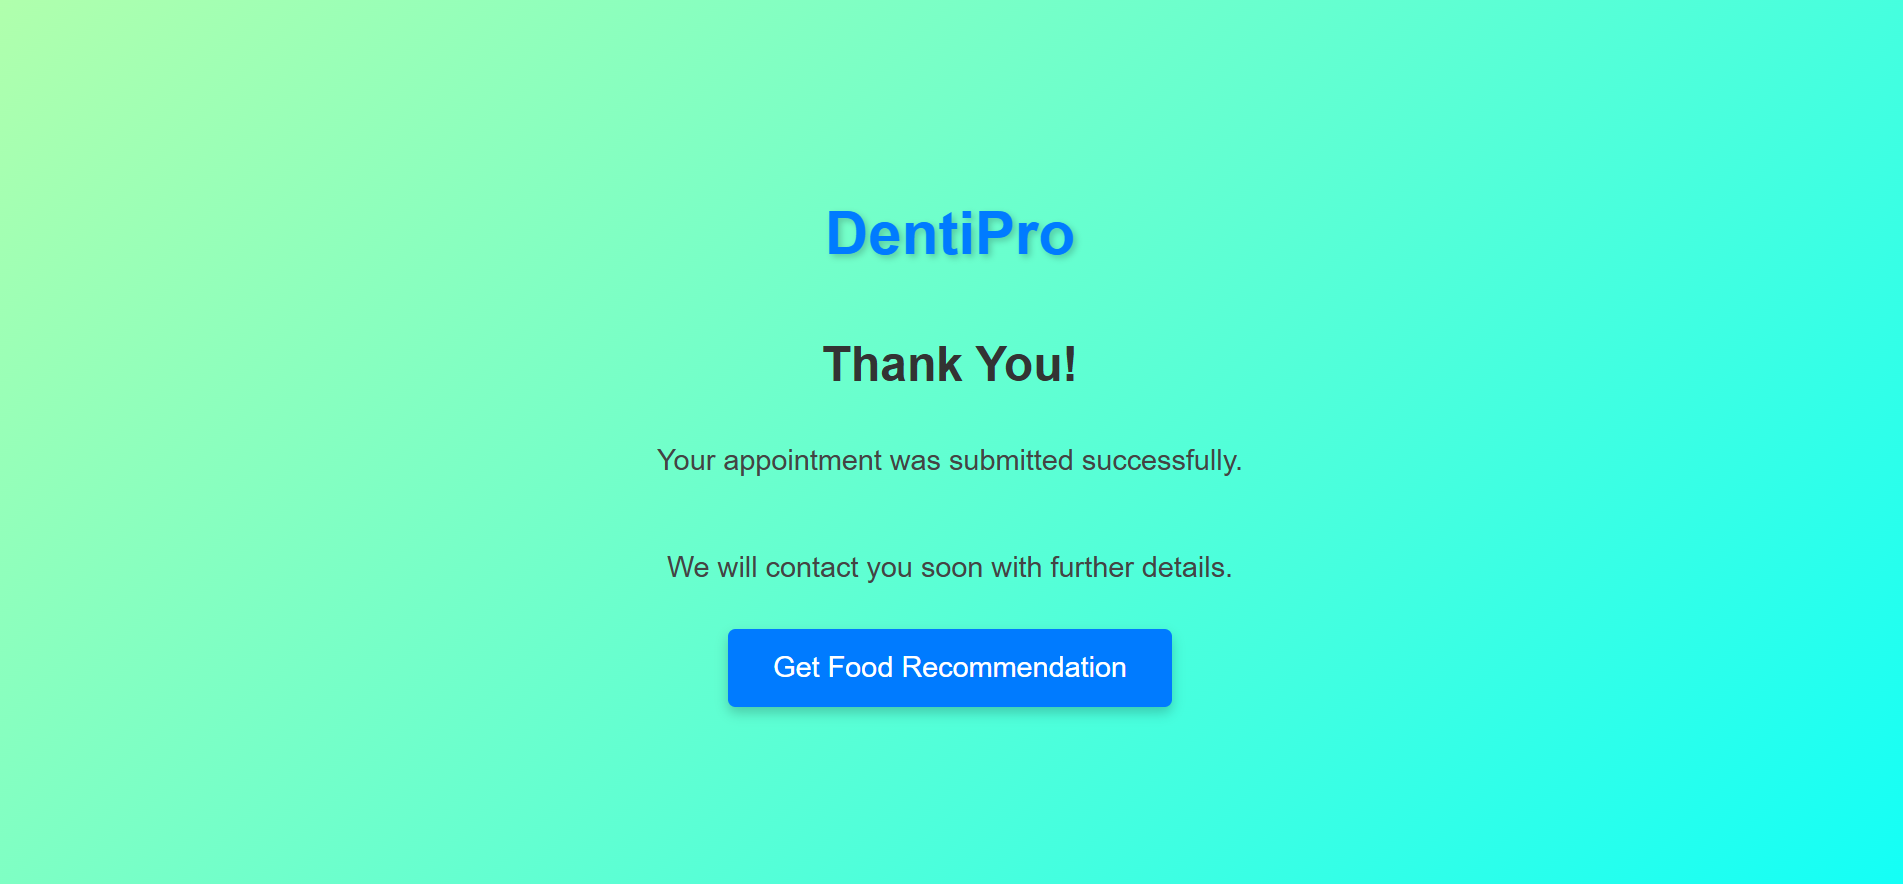 DentiPro
Thank You!
Your appointment was submitted successfully.
We will contact you soon with further details.
Get Food Recommendation